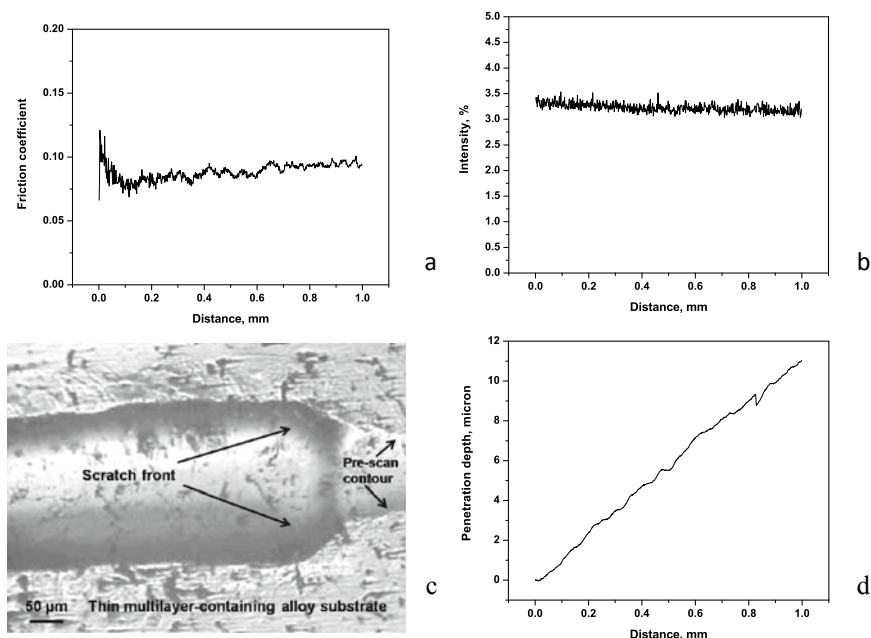 0.20
0.15
0.10
0.05
0.00
Friction coefficient
0.0 0.2 0.4 0.6 0.8 1.0
Distance, mm
a
5.0
4.5
4.0
3.5
3.0
2.5
2.0
1.5
1.0
0.5
0.0
Intensity, %
0.0 0.2 0.4 0.6 0.8 1.0
Distance, mm
b
Scratch front
Pre-scan
contour
50 µm Thin multilayer-containing alloy substrate
c
12
10
8
6
4
2
0
Penetration depth, micron
0.0 0.2 0.4 0.6 0.8 1.0
Distance, mm
d